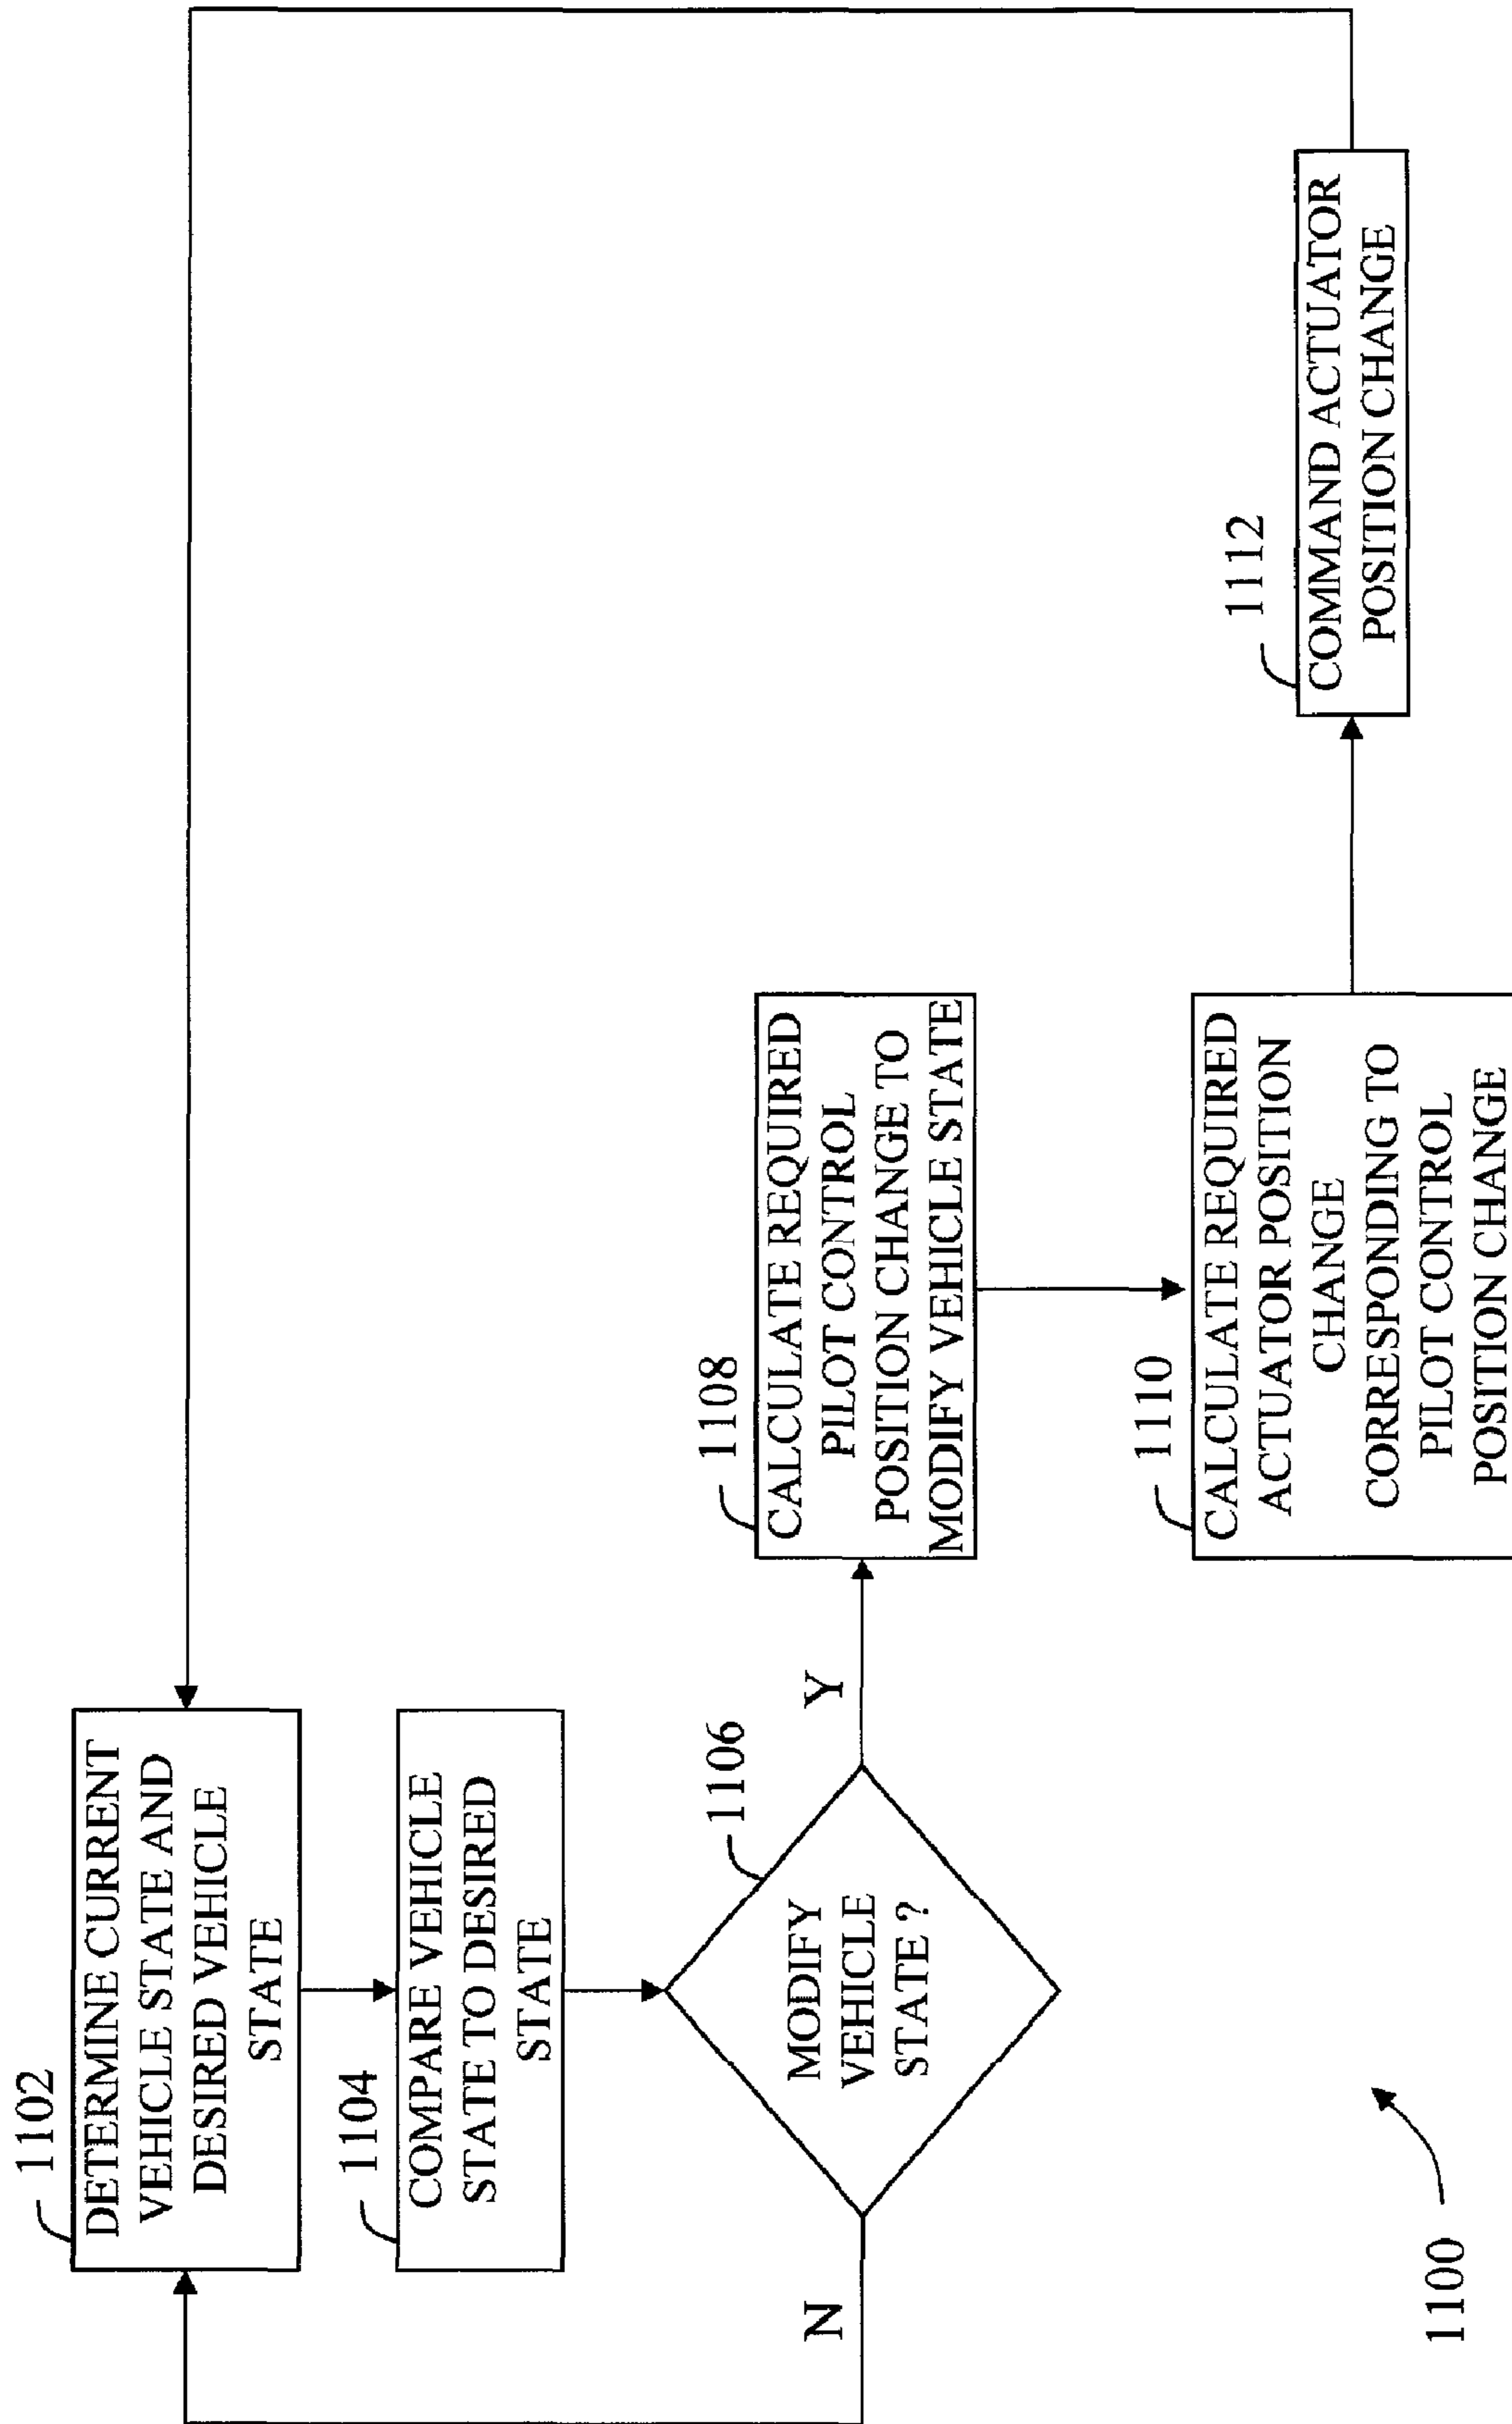 1102
DETERMINE CURRENT
VEHICLE STATE AND
DESIRED VEHICLE
STATE
1104
COMPARE VEHICLE
STATE TO DESIRED
STATE
1106
MODIFY
VEHICLE
STATE ?
N
Y
1108
CALCULATE REQUIRED
PILOT CONTROL
POSITION CHANGE TO
MODIFY VEHICLE STATE
1110
CALCULATE REQUIRED
ACTUATOR POSITION
CHANGE
CORRESPONDING TO
PILOT CONTROL
POSITION CHANGE
1112
COMMAND ACTUATOR
POSITION CHANGE
1100